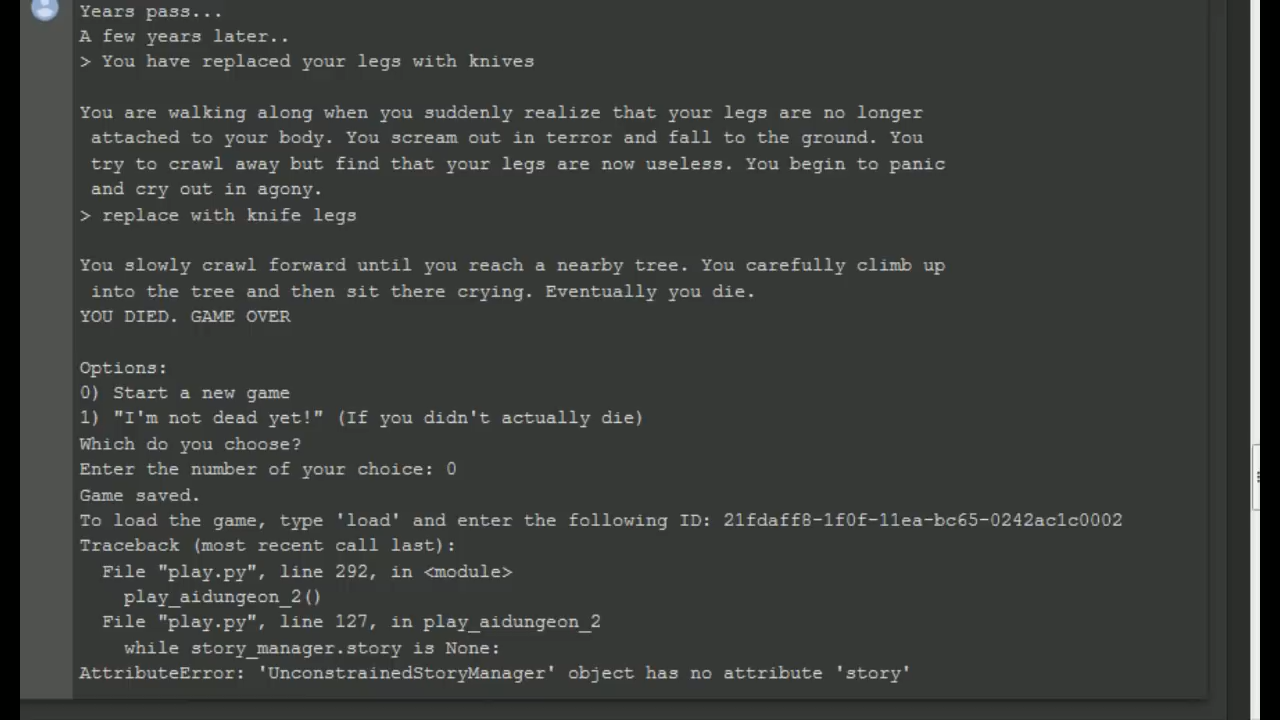 Years pass...
A few years later..
> You have replaced your legs with knives
You are walking along when you suddenly realize that your legs are no longer
attached to your body. You scream out in terror and fall to the ground. You
try to crawl away but find that your legs are now useless. You begin to panic
and cry out in agony.
> replace with knife legs
You slowly crawl forward until you reach a nearby tree. You carefully climb up
into the tree and then sit there crying. Eventually you die.
YOU DIED. GAME OVER
Options:
0) Start a new game
1) "I'm not dead yet!" (If you didn't actually die)
Which do you choose?
Enter the number of your choice: 0
Game saved.
To load the game, type 'load' and enter the following ID: 21fdaff8-1f0f-11ea-bc65-0242ac1c0002
Traceback (most recent call last):
File "play.py", line 292, in <module>
play_aidungeon_2()
File "play.py", line 127, in play_aidungeon_2
while story_manager.story is None:
AttributeError: 'UnconstrainedStoryManager' object has no attribute 'story'